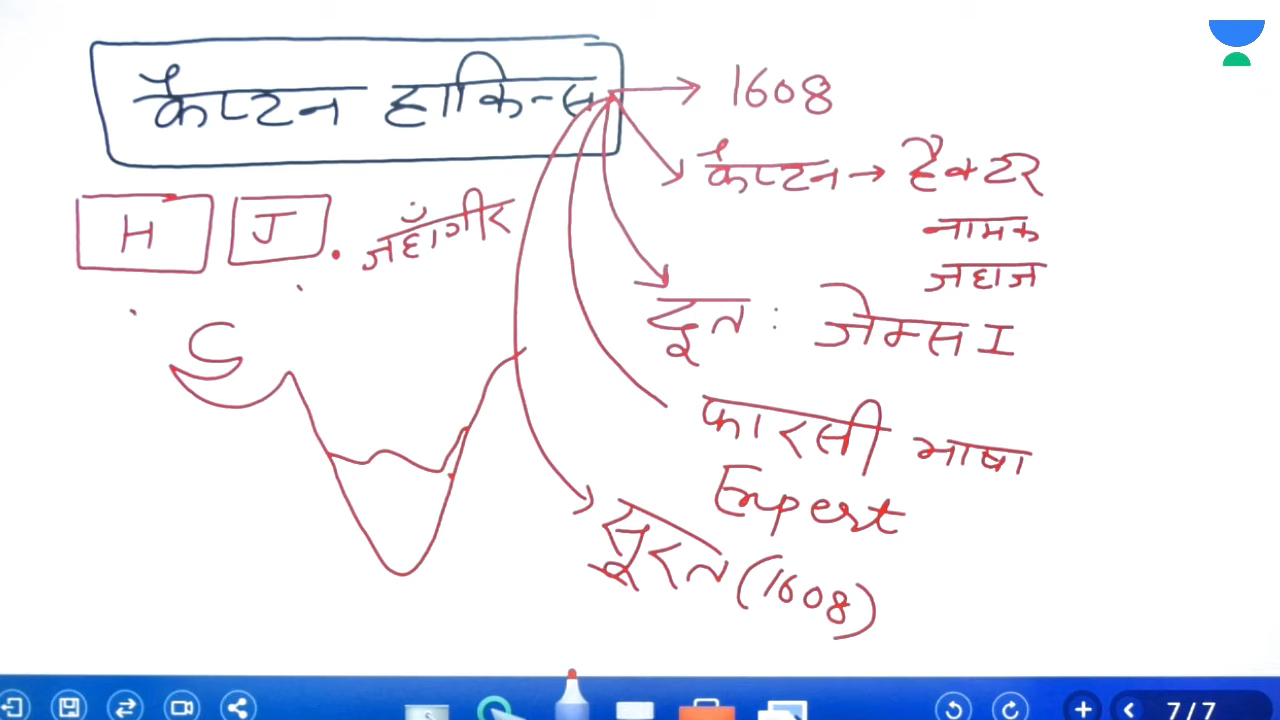 कैप्टन हाकिन्स
1608
कैप्टन → हैक्टर
नामक
जहाज
H J . जहाँगीर
दूत : जेम्स I
फारसी भाषा
Expert
सूरत (1608)
7 / 7